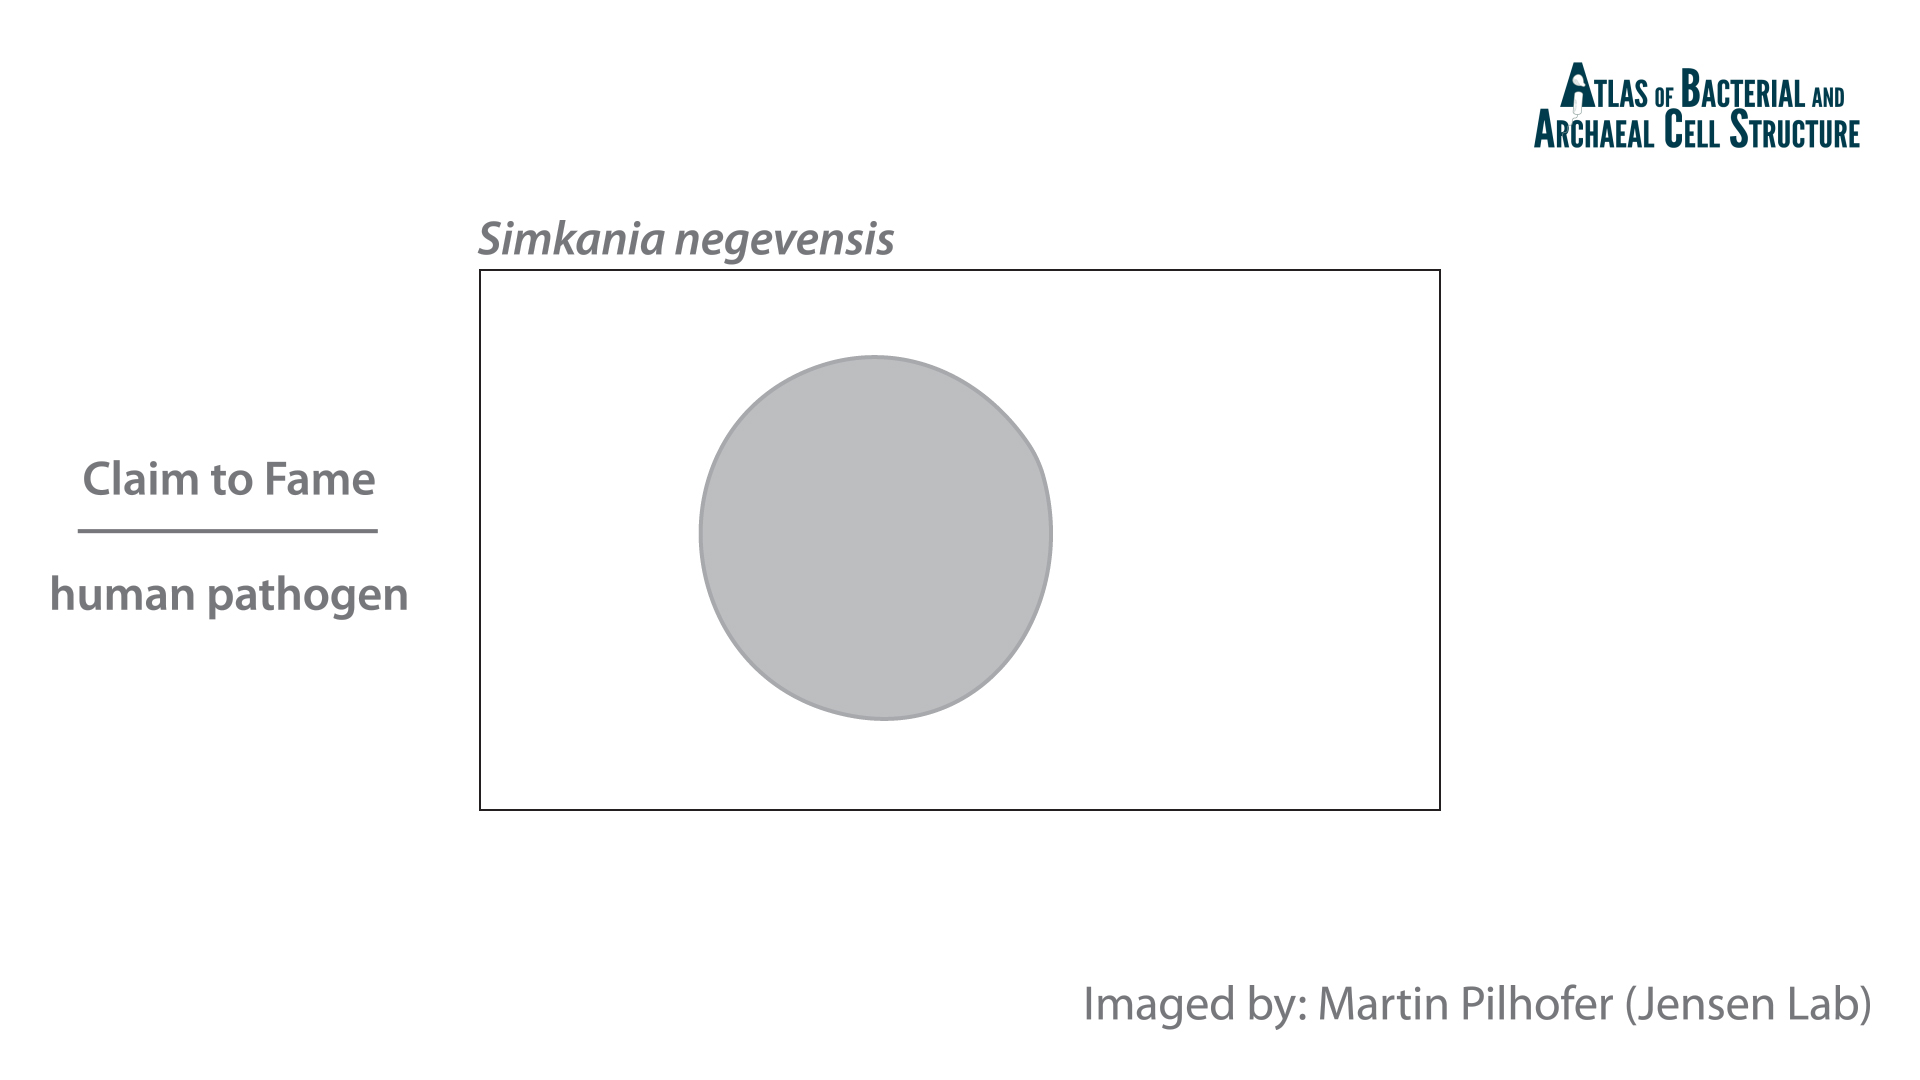 Atlas of Bacterial and
Archaeal Cell Structure
Simkania negevensis
Claim to Fame
human pathogen
Imaged by: Martin Pilhofer (Jensen Lab)